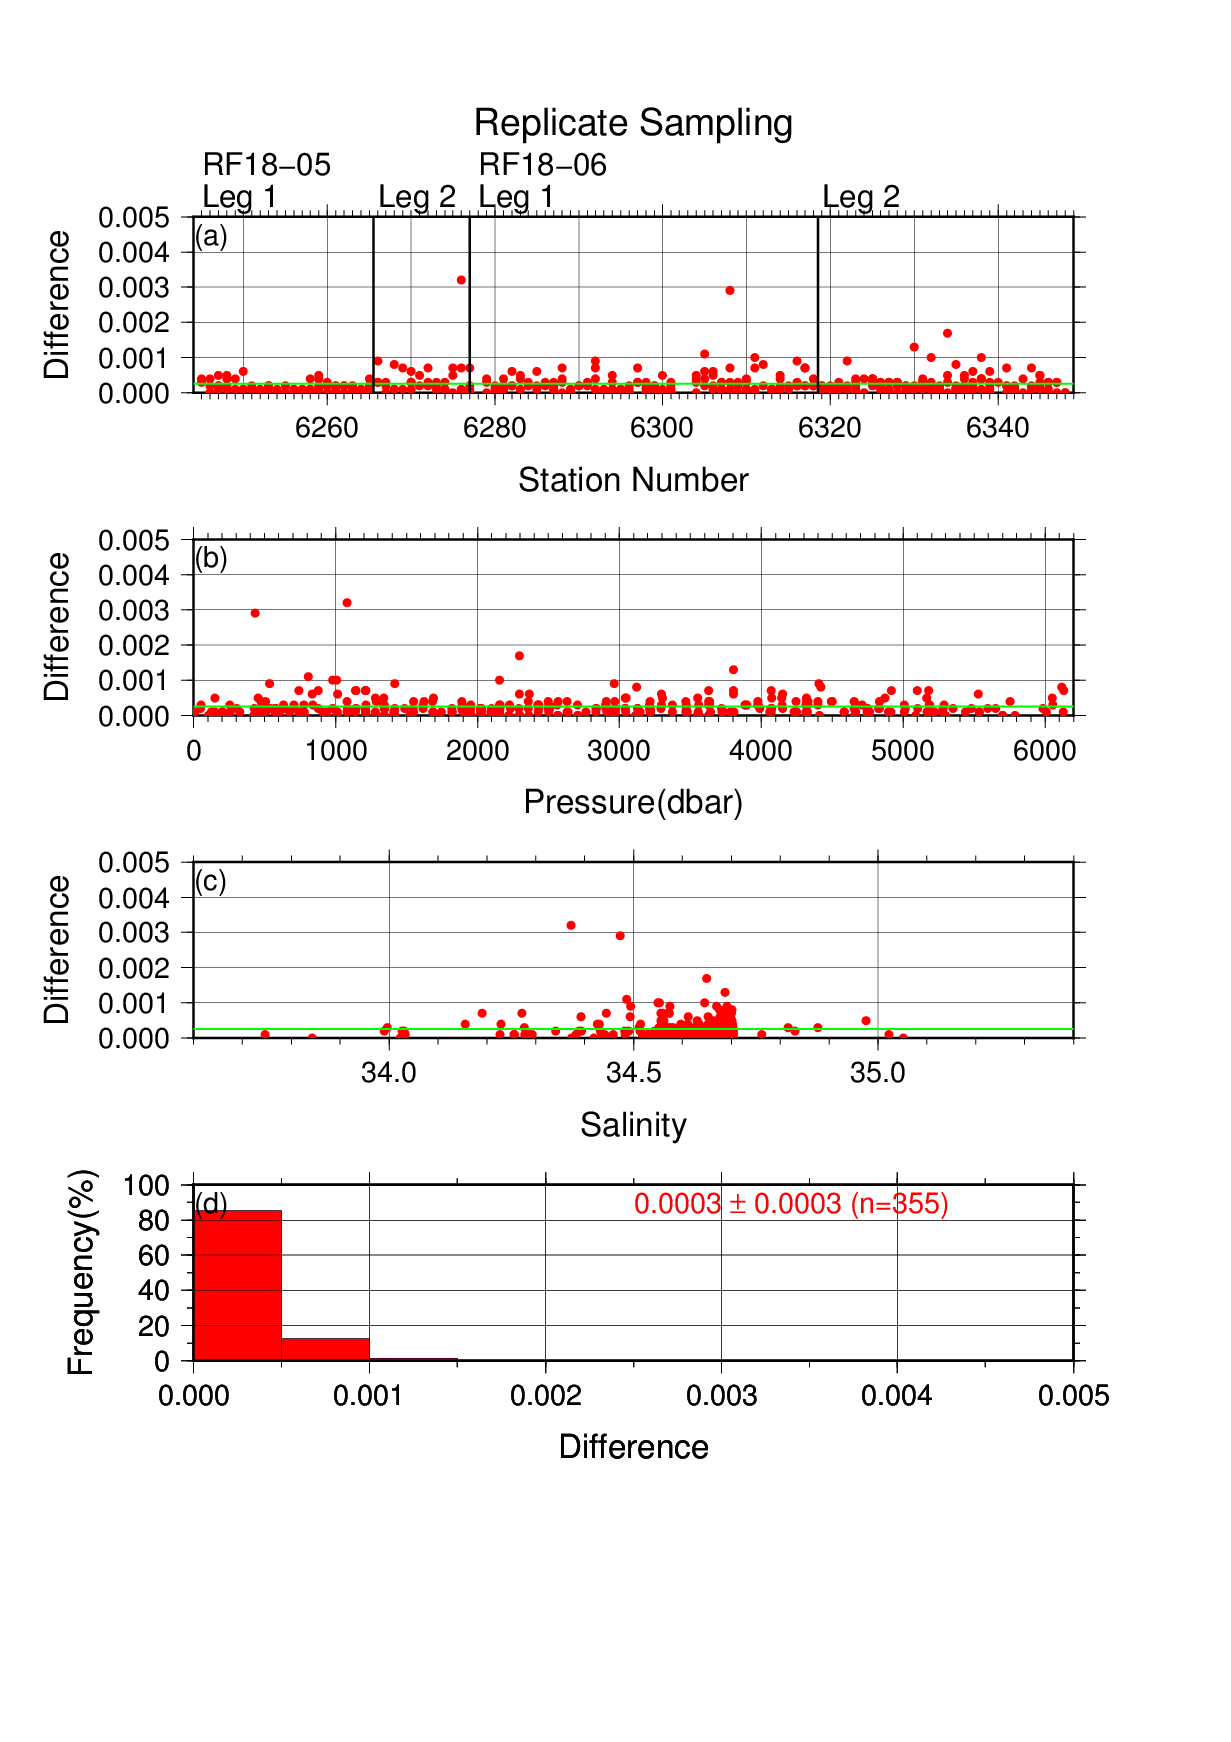 Replicate Sampling
RF18−05 RF18−06
Leg 1 Leg 2 Leg 1 Leg 2
(a)
0.005
0.004
0.003
0.002
0.001
0.000
Difference
6260 6280 6300 6320 6340
Station Number
(b)
0.005
0.004
0.003
0.002
0.001
0.000
Difference
0 1000 2000 3000 4000 5000 6000
Pressure(dbar)
(c)
0.005
0.004
0.003
0.002
0.001
0.000
Difference
34.0 34.5 35.0
Salinity
(d)
0.0003 ± 0.0003 (n=355)
100
80
60
40
20
0
Frequency(%)
0.000 0.001 0.002 0.003 0.004 0.005
Difference